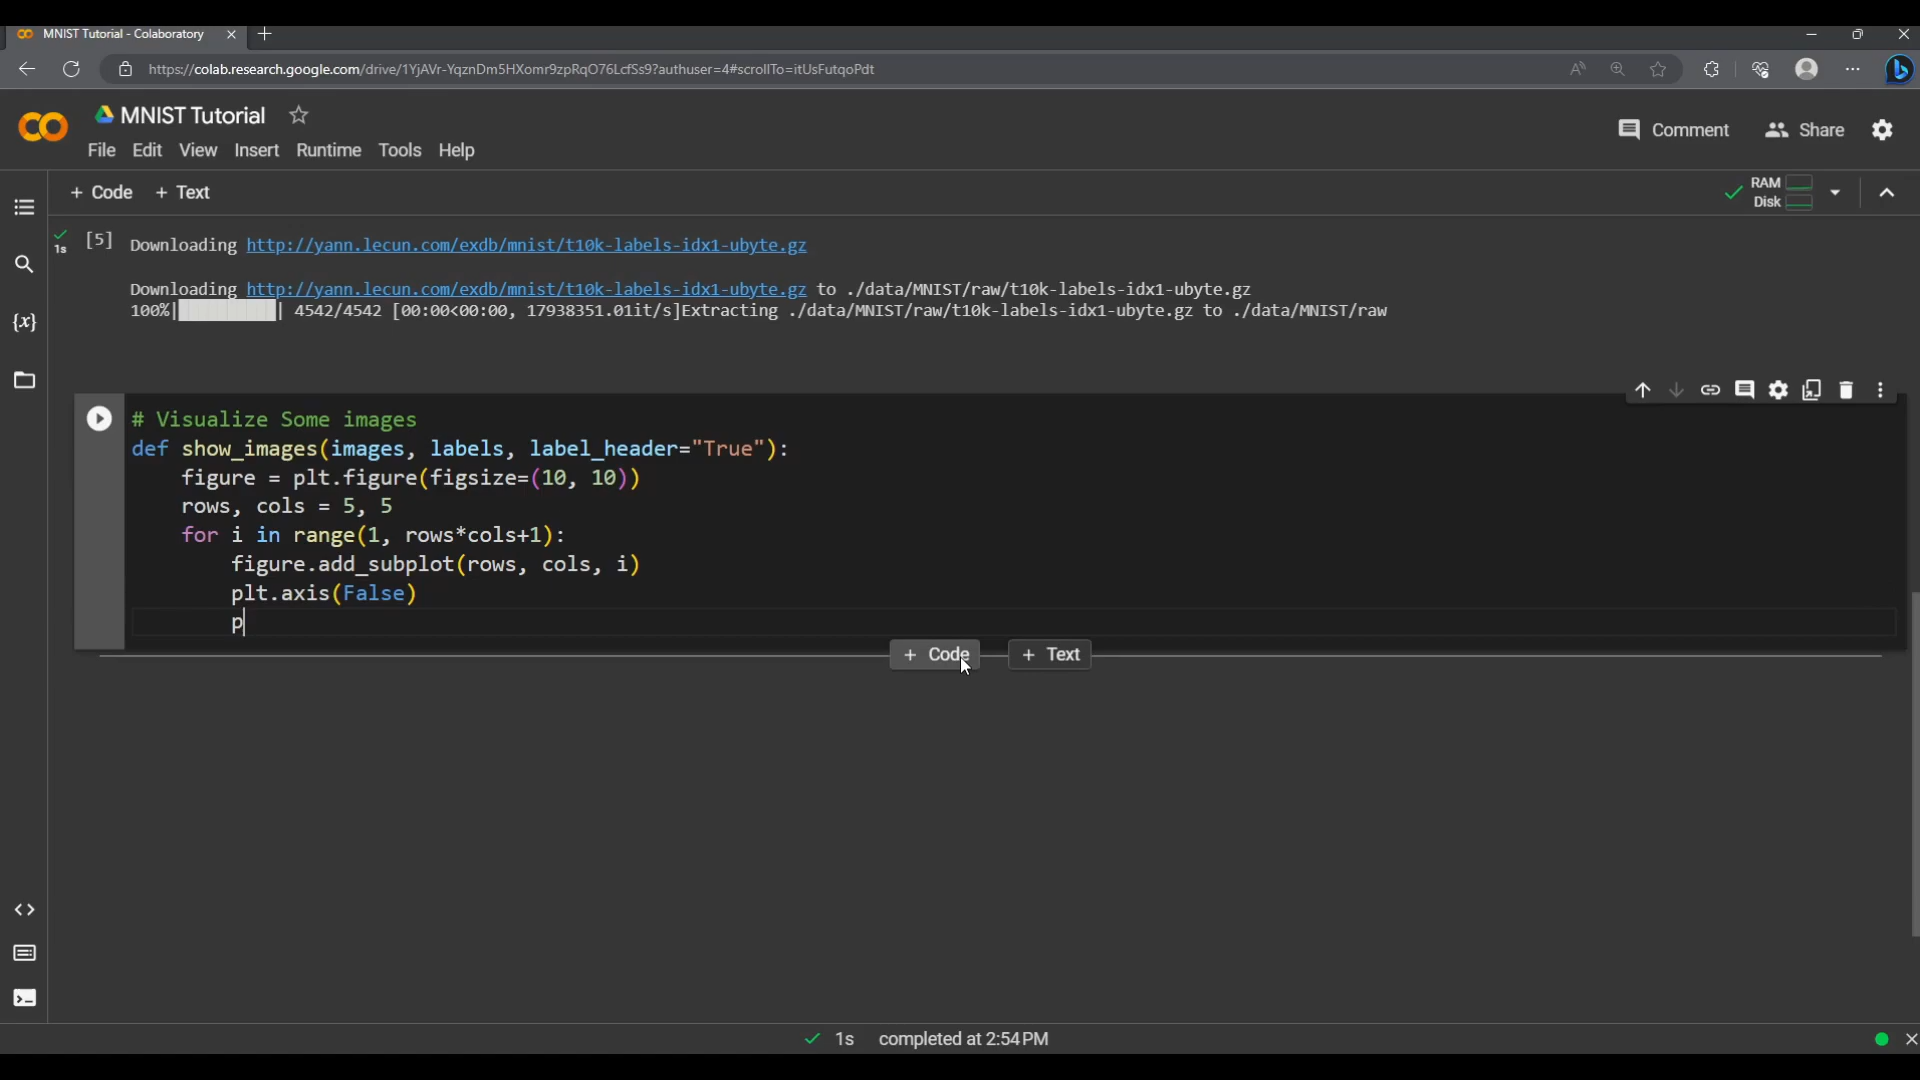 MNIST Tutorial - Colaboratory
https://colab.research.google.com/drive/1YjAVr-YqznDm5HXomr9zpRqO76LcfSs9?authuser=4#scrollTo=itUsFutqoPdt
MNIST Tutorial
Comment Share
File Edit View Insert Runtime Tools Help
+ Code + Text
RAM
Disk
[5] Downloading http://yann.lecun.com/exdb/mnist/t10k-labels-idx1-ubyte.gz
1s
Downloading http://yann.lecun.com/exdb/mnist/t10k-labels-idx1-ubyte.gz to ./data/MNIST/raw/t10k-labels-idx1-ubyte.gz
100%|██████████| 4542/4542 [00:00<00:00, 17938351.01it/s]Extracting ./data/MNIST/raw/t10k-labels-idx1-ubyte.gz to ./data/MNIST/raw
# Visualize Some images
def show_images(images, labels, label_header="True"):
figure = plt.figure(figsize=(10, 10))
rows, cols = 5, 5
for i in range(1, rows*cols+1):
figure.add_subplot(rows, cols, i)
plt.axis(False)
p
+ Code + Text
1s completed at 2:54 PM